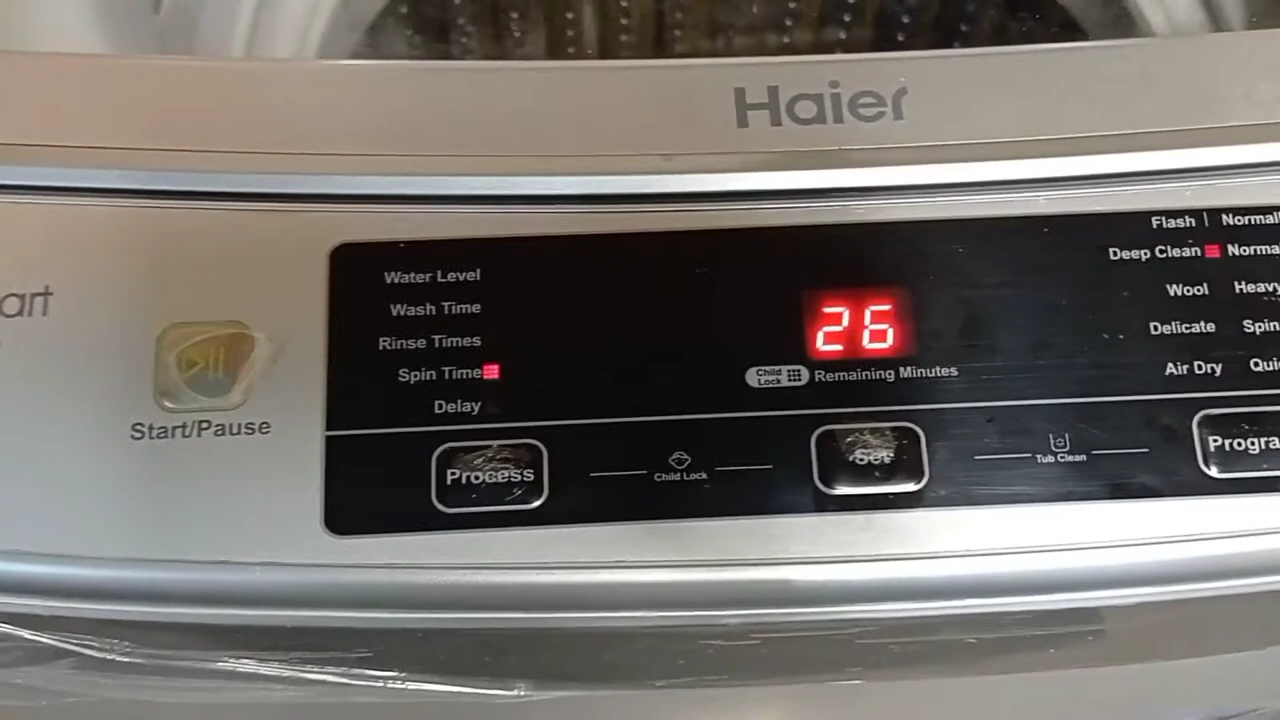 Haier
art
Start/Pause
Water Level
Wash Time
Rinse Times
Spin Time
Delay
26
Child Lock
Remaining Minutes
Flash | Normal
Deep Clean Norma
Wool Heavy
Delicate Spin
Air Dry Qui
Process
Child Lock
Set
Tub Clean
Progra